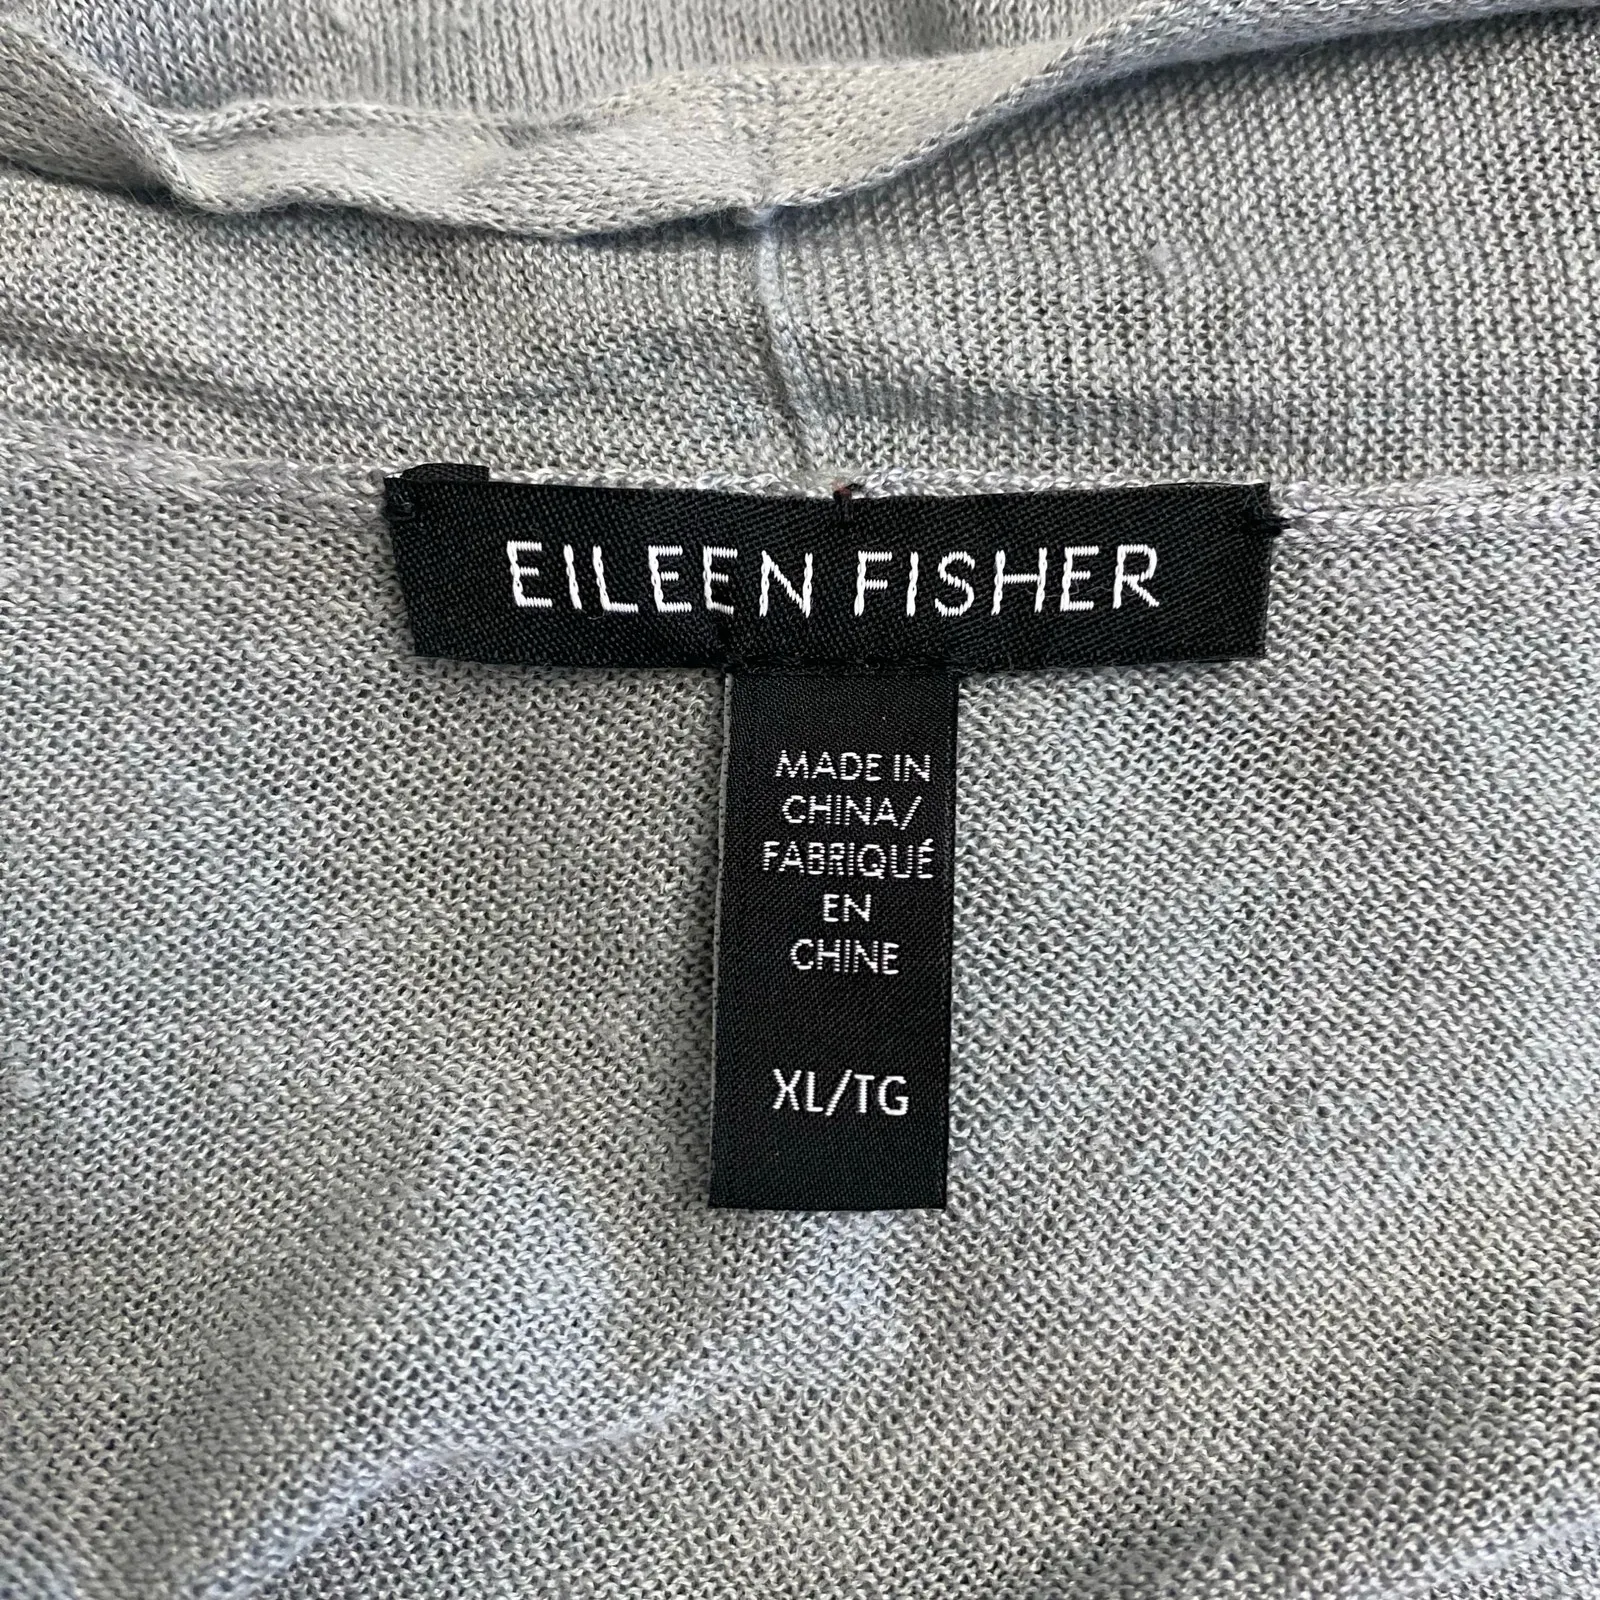 EILEEN FISHER
MADE IN
CHINA/
FABRIQUÉ
EN
CHINE
XL/TG